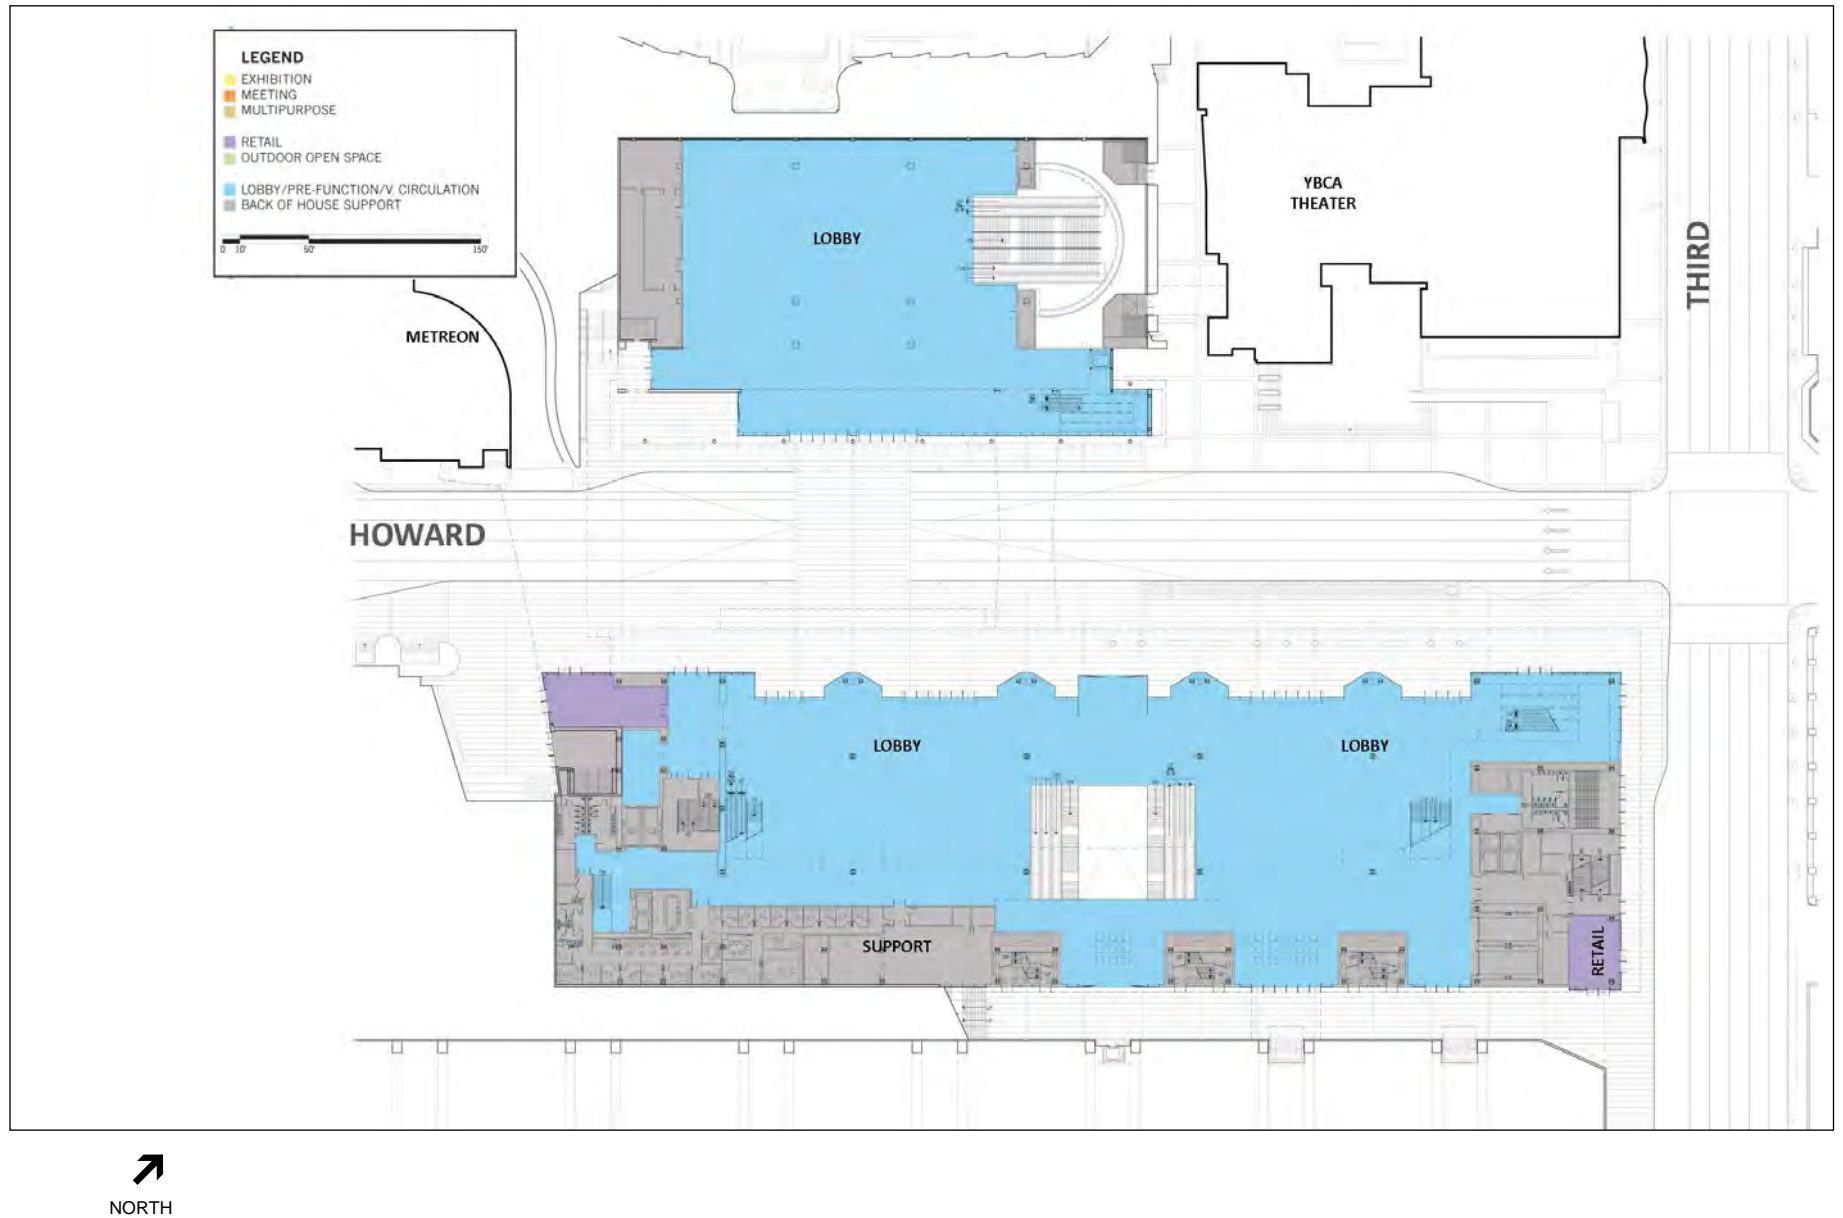 LEGEND
EXHIBITION
MEETING
MULTIPURPOSE
RETAIL
OUTDOOR OPEN SPACE
LOBBY/PRE-FUNCTION/V. CIRCULATION
BACK OF HOUSE SUPPORT
0 10' 50' 150'
YBCA
THEATER
LOBBY
THIRD
METREON
HOWARD
LOBBY
LOBBY
SUPPORT
RETAIL
NORTH